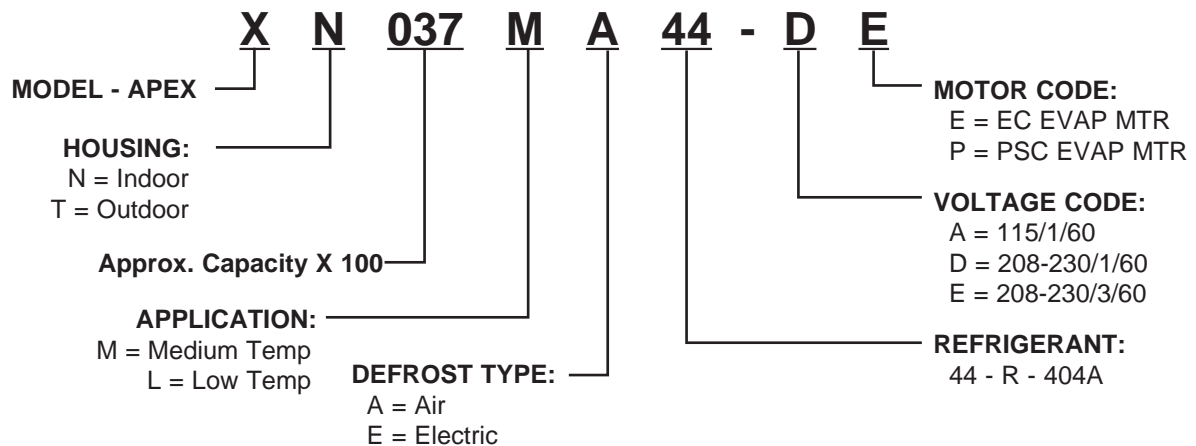 X N 037 M A 44 - D E
MODEL - APEX
HOUSING:
N = Indoor
T = Outdoor
Approx. Capacity X 100
APPLICATION:
M = Medium Temp
L = Low Temp
DEFROST TYPE:
A = Air
E = Electric
MOTOR CODE:
E = EC EVAP MTR
P = PSC EVAP MTR
VOLTAGE CODE:
A = 115/1/60
D = 208-230/1/60
E = 208-230/3/60
REFRIGERANT:
44 - R - 404A